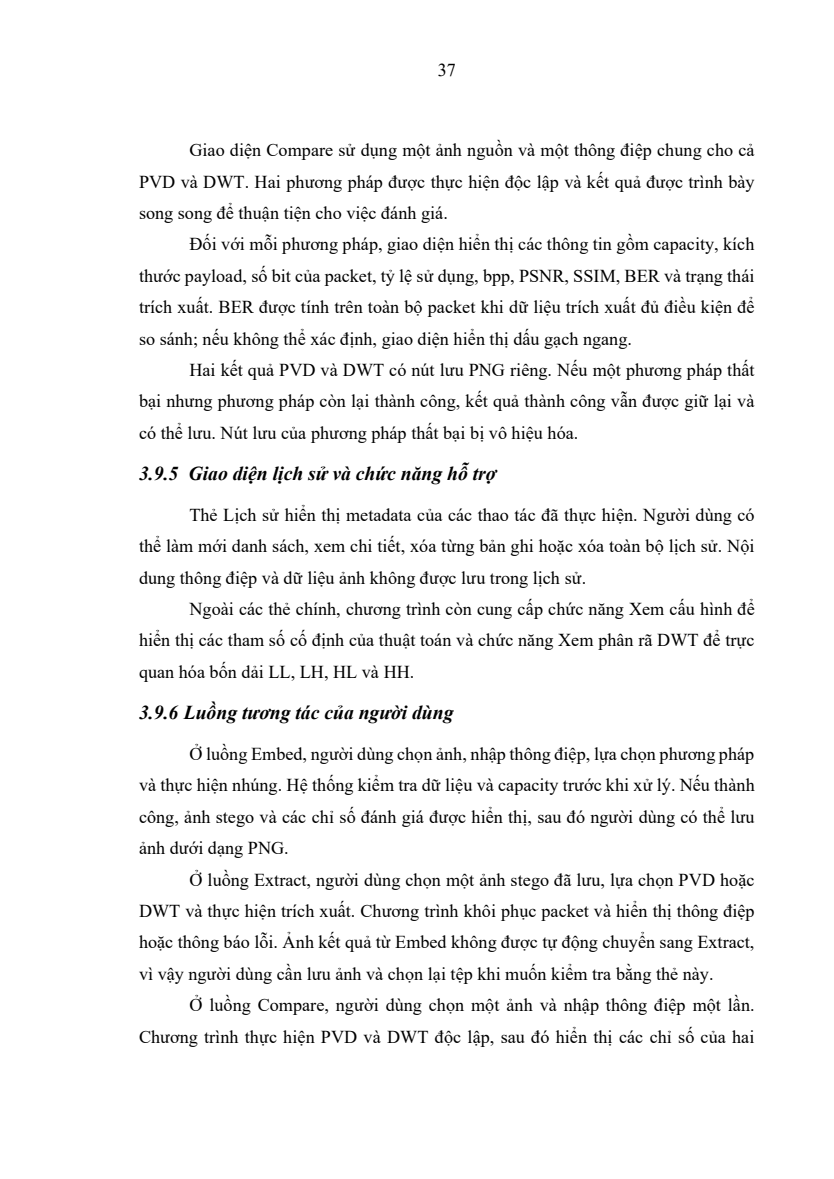 37
Giao diện Compare sử dụng một ảnh nguồn và một thông điệp chung cho cả
PVD và DWT. Hai phương pháp được thực hiện độc lập và kết quả được trình bày
song song để thuận tiện cho việc đánh giá.
Đối với mỗi phương pháp, giao diện hiển thị các thông tin gồm capacity, kích
thước payload, số bit của packet, tỷ lệ sử dụng, bpp, PSNR, SSIM, BER và trạng thái
trích xuất. BER được tính trên toàn bộ packet khi dữ liệu trích xuất đủ điều kiện để
so sánh; nếu không thể xác định, giao diện hiển thị dấu gạch ngang.
Hai kết quả PVD và DWT có nút lưu PNG riêng. Nếu một phương pháp thất
bại nhưng phương pháp còn lại thành công, kết quả thành công vẫn được giữ lại và
có thể lưu. Nút lưu của phương pháp thất bại bị vô hiệu hóa.
3.9.5 Giao diện lịch sử và chức năng hỗ trợ
Thẻ Lịch sử hiển thị metadata của các thao tác đã thực hiện. Người dùng có
thể làm mới danh sách, xem chi tiết, xóa từng bản ghi hoặc xóa toàn bộ lịch sử. Nội
dung thông điệp và dữ liệu ảnh không được lưu trong lịch sử.
Ngoài các thẻ chính, chương trình còn cung cấp chức năng Xem cấu hình để
hiển thị các tham số cố định của thuật toán và chức năng Xem phân rã DWT để trực
quan hóa bốn dải LL, LH, HL và HH.
3.9.6 Luồng tương tác của người dùng
Ở luồng Embed, người dùng chọn ảnh, nhập thông điệp, lựa chọn phương pháp
và thực hiện nhúng. Hệ thống kiểm tra dữ liệu và capacity trước khi xử lý. Nếu thành
công, ảnh stego và các chỉ số đánh giá được hiển thị, sau đó người dùng có thể lưu
ảnh dưới dạng PNG.
Ở luồng Extract, người dùng chọn một ảnh stego đã lưu, lựa chọn PVD hoặc
DWT và thực hiện trích xuất. Chương trình khôi phục packet và hiển thị thông điệp
hoặc thông báo lỗi. Ảnh kết quả từ Embed không được tự động chuyển sang Extract,
vì vậy người dùng cần lưu ảnh và chọn lại tệp khi muốn kiểm tra bằng thẻ này.
Ở luồng Compare, người dùng chọn một ảnh và nhập thông điệp một lần.
Chương trình thực hiện PVD và DWT độc lập, sau đó hiển thị các chỉ số của hai